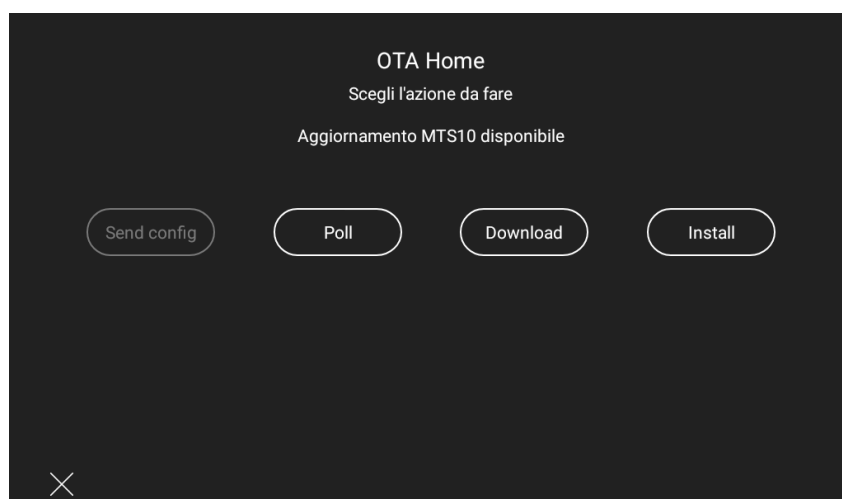 OTA Home
Scegli l'azione da fare
Aggiornamento MTS10 disponibile
Send config
Poll
Download
Install